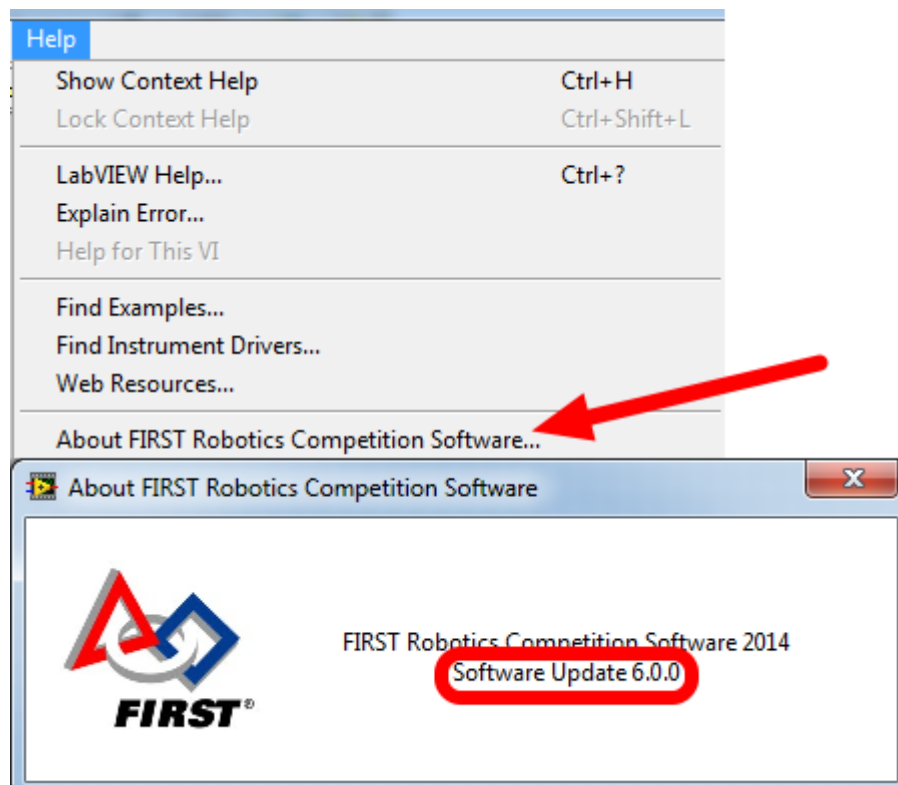 Help
Show Context Help Ctrl+H
Lock Context Help Ctrl+Shift+L
LabVIEW Help... Ctrl+?
Explain Error...
Help for This VI
Find Examples...
Find Instrument Drivers...
Web Resources...
About FIRST Robotics Competition Software...
About FIRST Robotics Competition Software
FIRST Robotics Competition Software 2014
Software Update 6.0.0
FIRST®